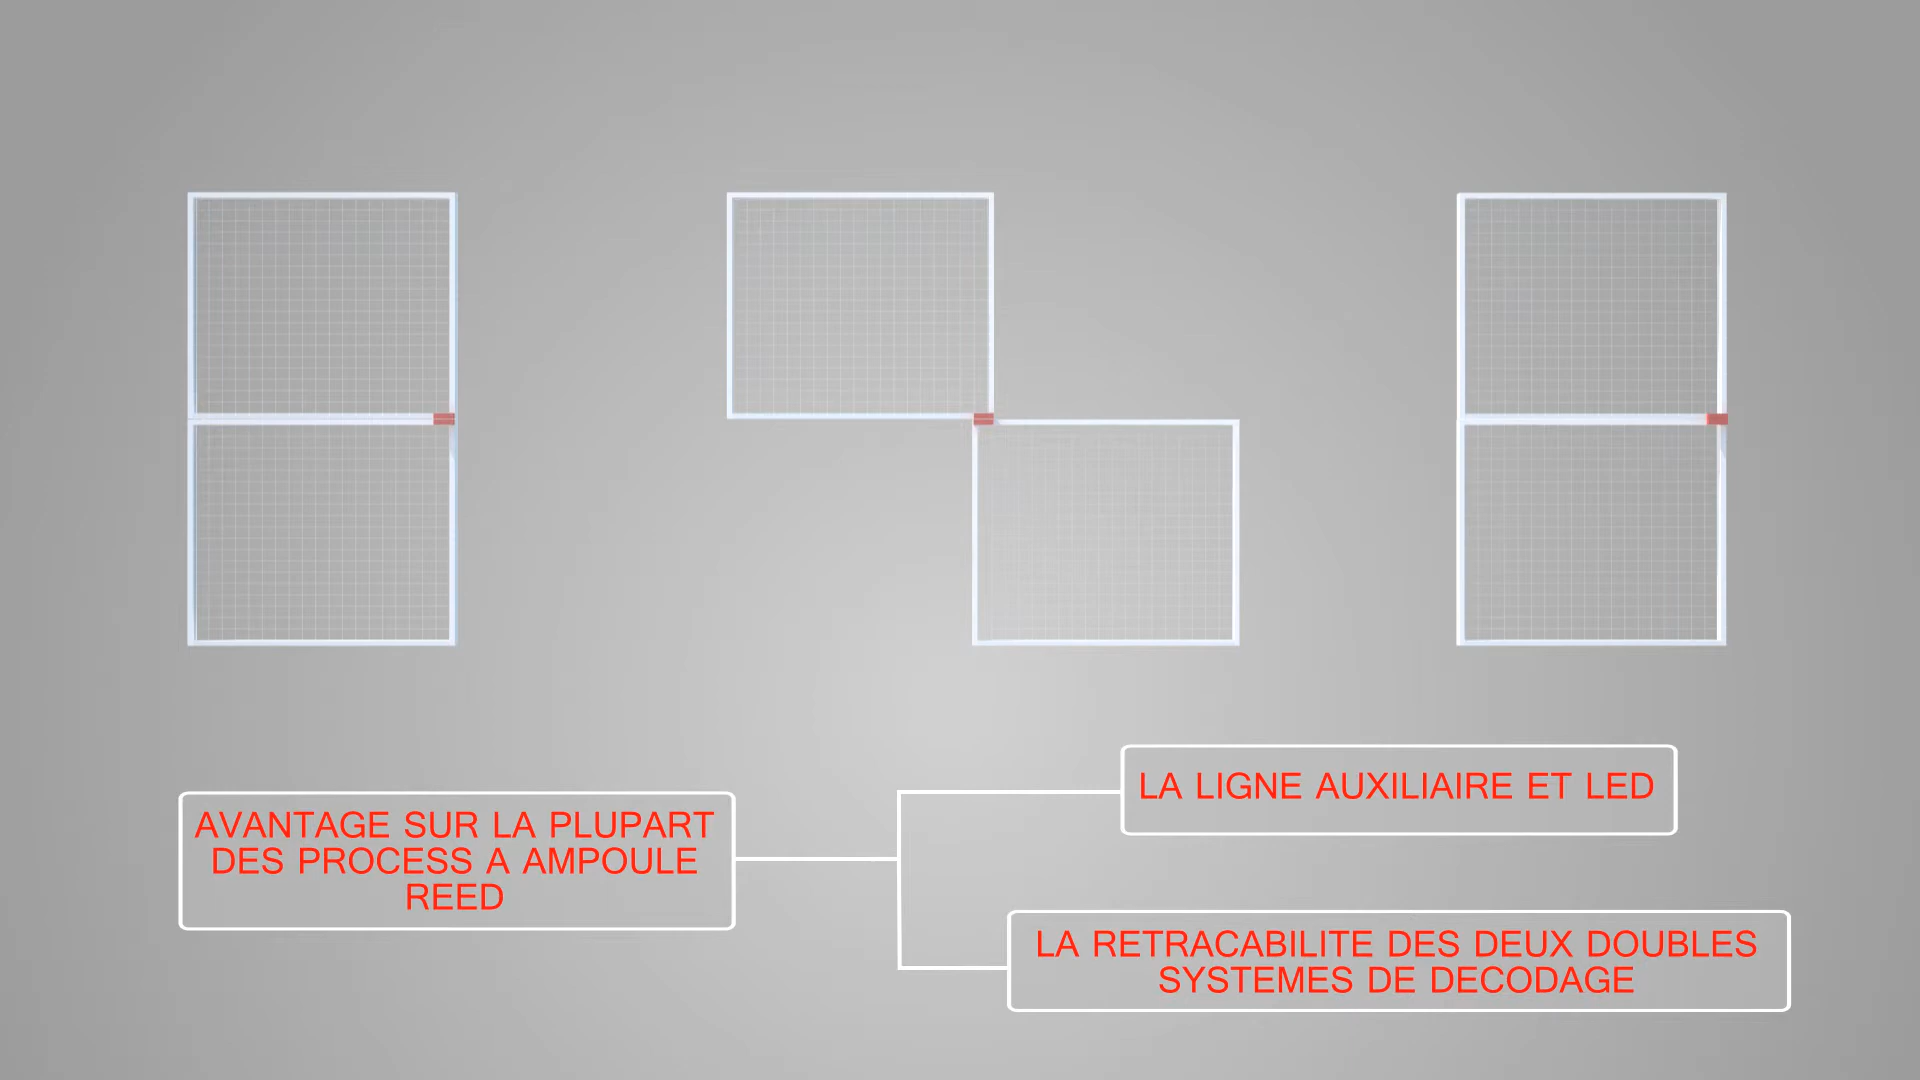 AVANTAGE SUR LA PLUPART
DES PROCESS A AMPOULE
REED
LA LIGNE AUXILIAIRE ET LED
LA RETRACABILITE DES DEUX DOUBLES
SYSTEMES DE DECODAGE